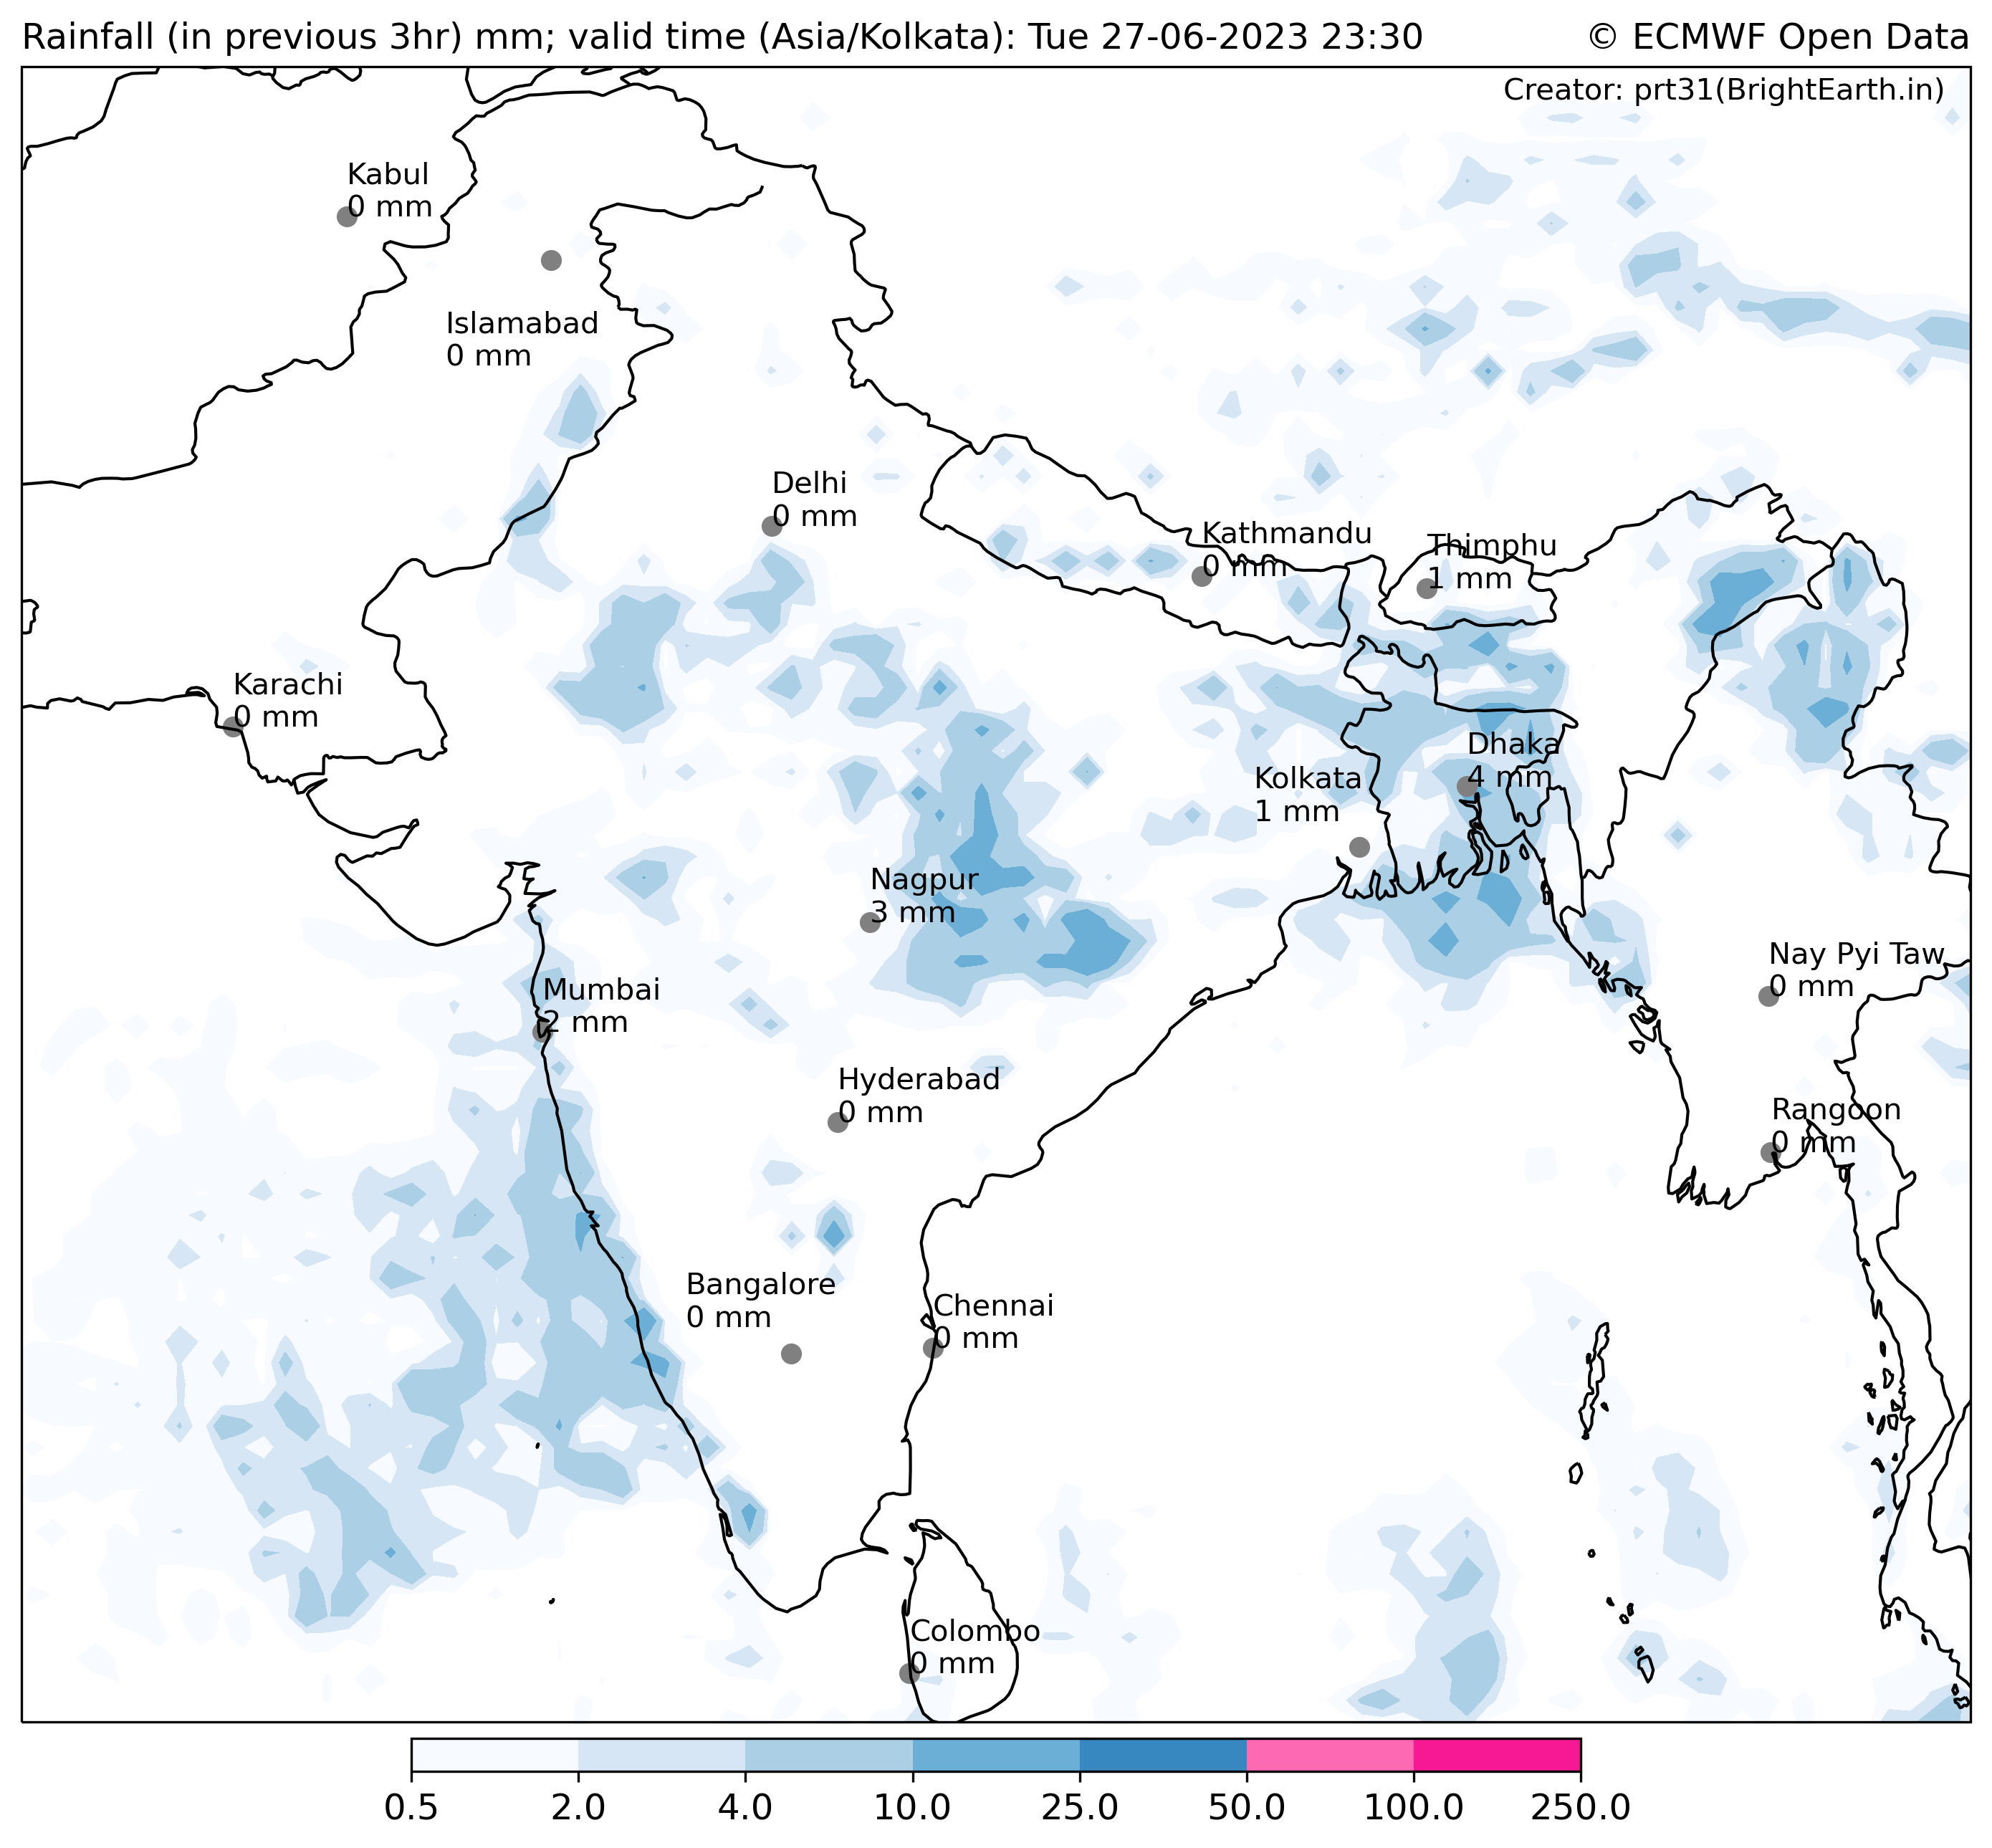 Rainfall (in previous 3hr) mm; valid time (Asia/Kolkata): Tue 27-06-2023 23:30
© ECMWF Open Data
Creator: prt31(BrightEarth.in)
Kabul
0 mm
Islamabad
0 mm
Delhi
0 mm
Kathmandu
0 mm
Thimphu
1 mm
Karachi
0 mm
Dhaka
4 mm
Kolkata
1 mm
Nagpur
3 mm
Nay Pyi Taw
0 mm
Mumbai
2 mm
Hyderabad
0 mm
Rangoon
0 mm
Bangalore
0 mm
Chennai
0 mm
Colombo
0 mm
0.5 2.0 4.0 10.0 25.0 50.0 100.0 250.0